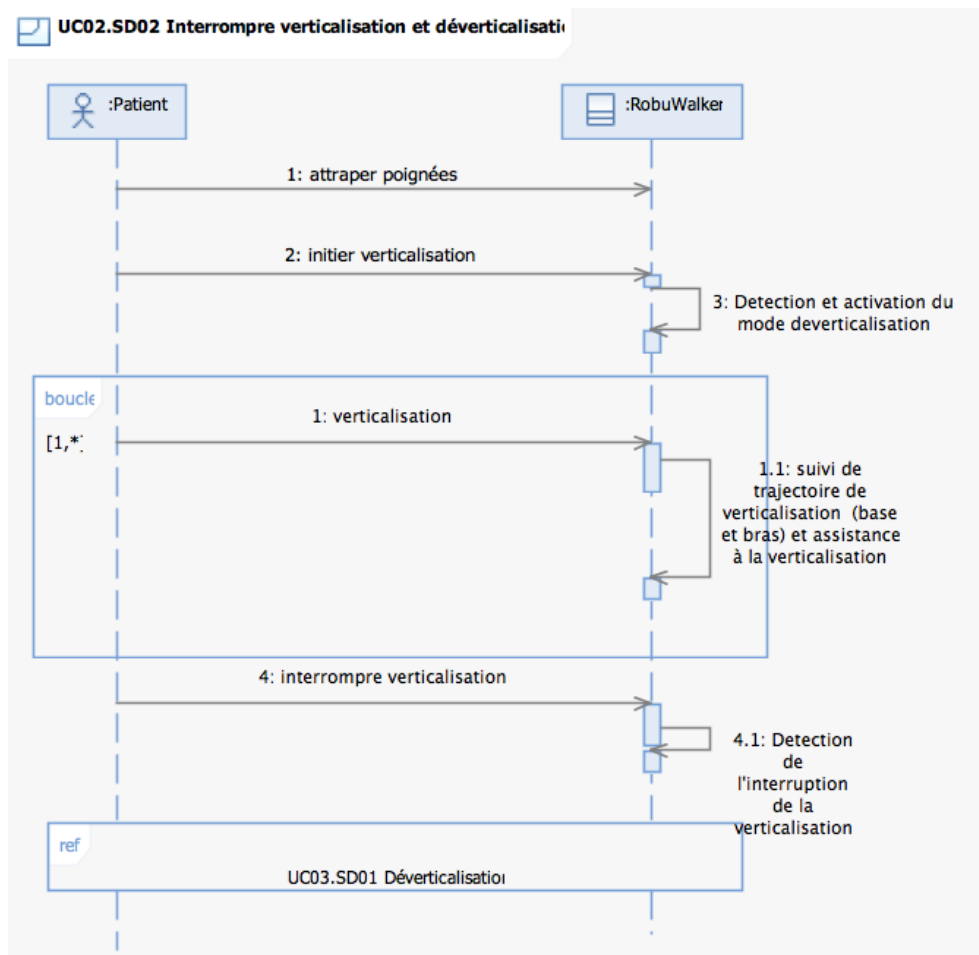 UC02.SD02 Interrompre verticalisation et déverticalisati
:Patient
:RobuWalker
1: attraper poignées
2: initier verticalisation
3: Detection et activation du
mode deverticalisation
boucle
[1,*]
1: verticalisation
1.1: suivi de
trajectoire de
verticalisation (base
et bras) et assistance
à la verticalisation
4: interrompre verticalisation
4.1: Detection
de
l'interruption
de la
verticalisation
ref
UC03.SD01 Déverticalisation